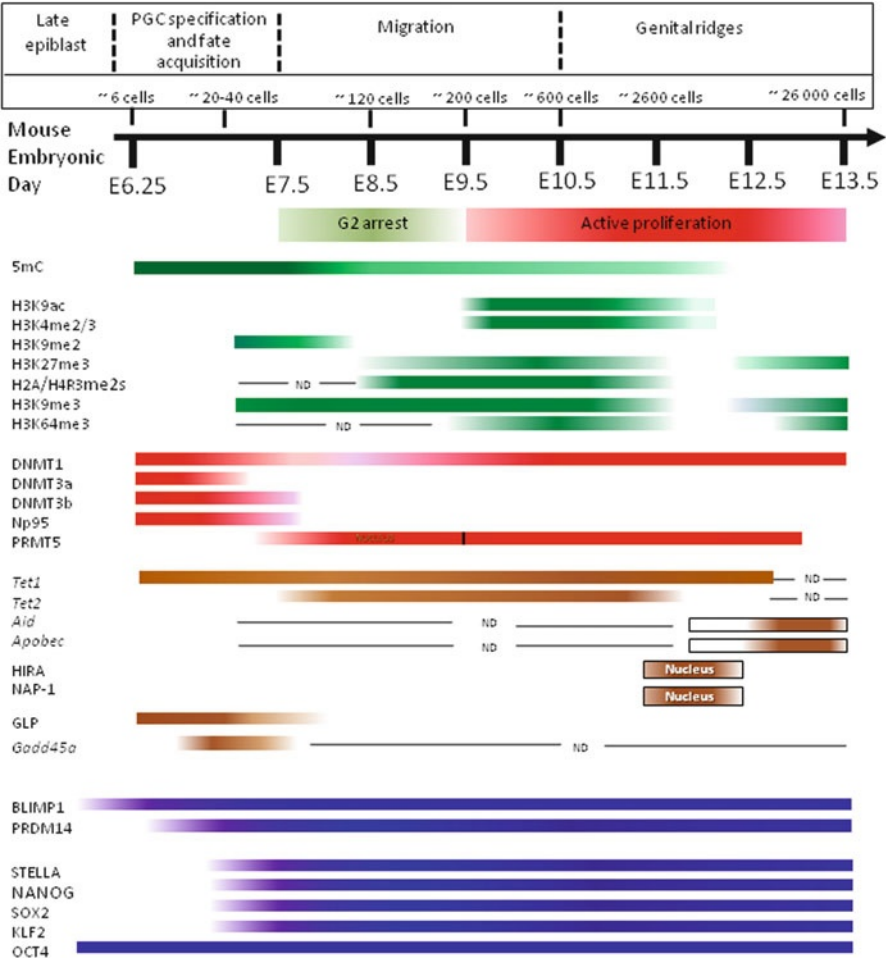 Late
epiblast
PGC specification
and fate
acquisition
Migration
Genital ridges
~6 cells ~20-40 cells ~120 cells ~200 cells ~600 cells ~2600 cells ~26 000 cells
Mouse
Embryonic
Day
E6.25 E7.5 E8.5 E9.5 E10.5 E11.5 E12.5 E13.5
G2 arrest Active proliferation
5mC
H3K9ac
H3K4me2/3
H3K9me2
H3K27me3
H2A/H4R3me2s ND
H3K9me3
H3K64me3 ND
DNMT1
DNMT3a
DNMT3b
Np95
PRMT5
Tet1 ND
Tet2 ND
Aid ND
Apobec ND
HIRA Nucleus
NAP-1 Nucleus
GLP
Gadd45a ND
BLIMP1
PRDM14
STELLA
NANOG
SOX2
KLF2
OCT4